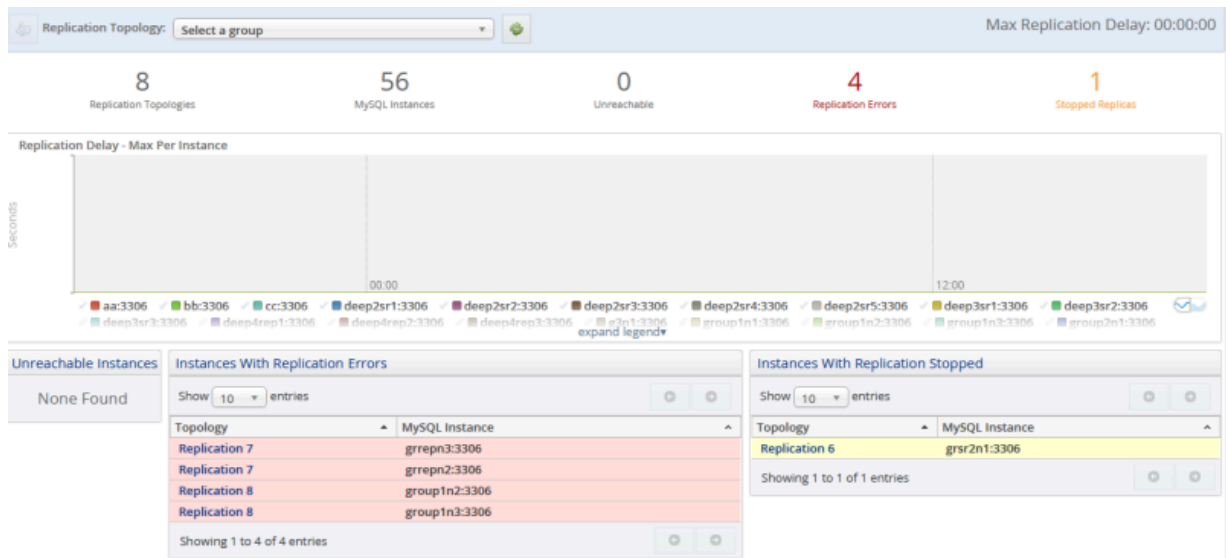 Replication Topology: Select a group Max Replication Delay: 00:00:00
8 56 0 4 1
Replication Topologies MySQL Instances Unreachable Replication Errors Stopped Replicas
Replication Delay - Max Per Instance
Seconds
00:00 12:00
aa:3306 bb:3306 cc:3306 deep2sr1:3306 deep2sr2:3306 deep2sr3:3306 deep2sr4:3306 deep2sr5:3306 deep3sr1:3306 deep3sr2:3306
deep3sr3:3306 deep4rep1:3306 deep4rep2:3306 deep4rep3:3306 g3n1:3306 group1n1:3306 group1n2:3306 group1n3:3306 group2n1:3306
expand legend▾
Unreachable Instances
None Found
Instances With Replication Errors
Show 10 entries
Topology MySQL Instance
Replication 7 grrepn3:3306
Replication 7 grrepn2:3306
Replication 8 group1n2:3306
Replication 8 group1n3:3306
Showing 1 to 4 of 4 entries
Instances With Replication Stopped
Show 10 entries
Topology MySQL Instance
Replication 6 grsr2n1:3306
Showing 1 to 1 of 1 entries